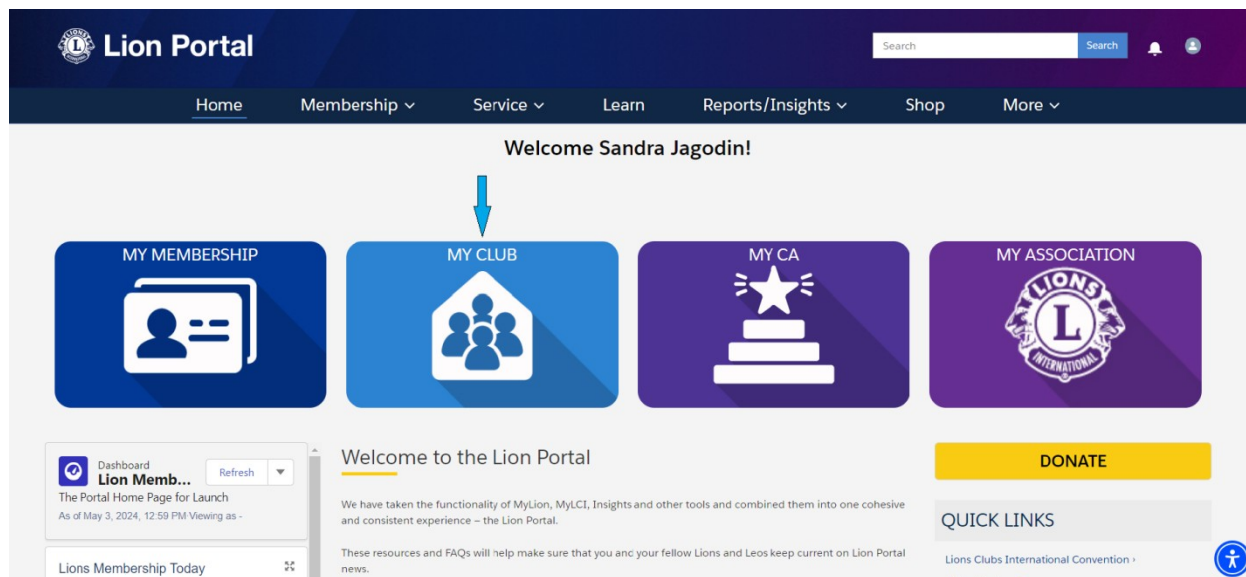 Lion Portal
Search
Search
Home Membership Service Learn Reports/Insights Shop More
Welcome Sandra Jagodin!
MY MEMBERSHIP
MY CLUB
MY CA
MY ASSOCIATION
LIONS
L
INTERNATIONAL
Dashboard
Lion Memb...
Refresh
The Portal Home Page for Launch
As of May 3, 2024, 12:59 PM·Viewing as -
Lions Membership Today
Welcome to the Lion Portal
We have taken the functionality of MyLion, MyLCI, Insights and other tools and combined them into one cohesive
and consistent experience – the Lion Portal.
These resources and FAQs will help make sure that you and your fellow Lions and Leos keep current on Lion Portal
news.
DONATE
QUICK LINKS
Lions Clubs International Convention ›